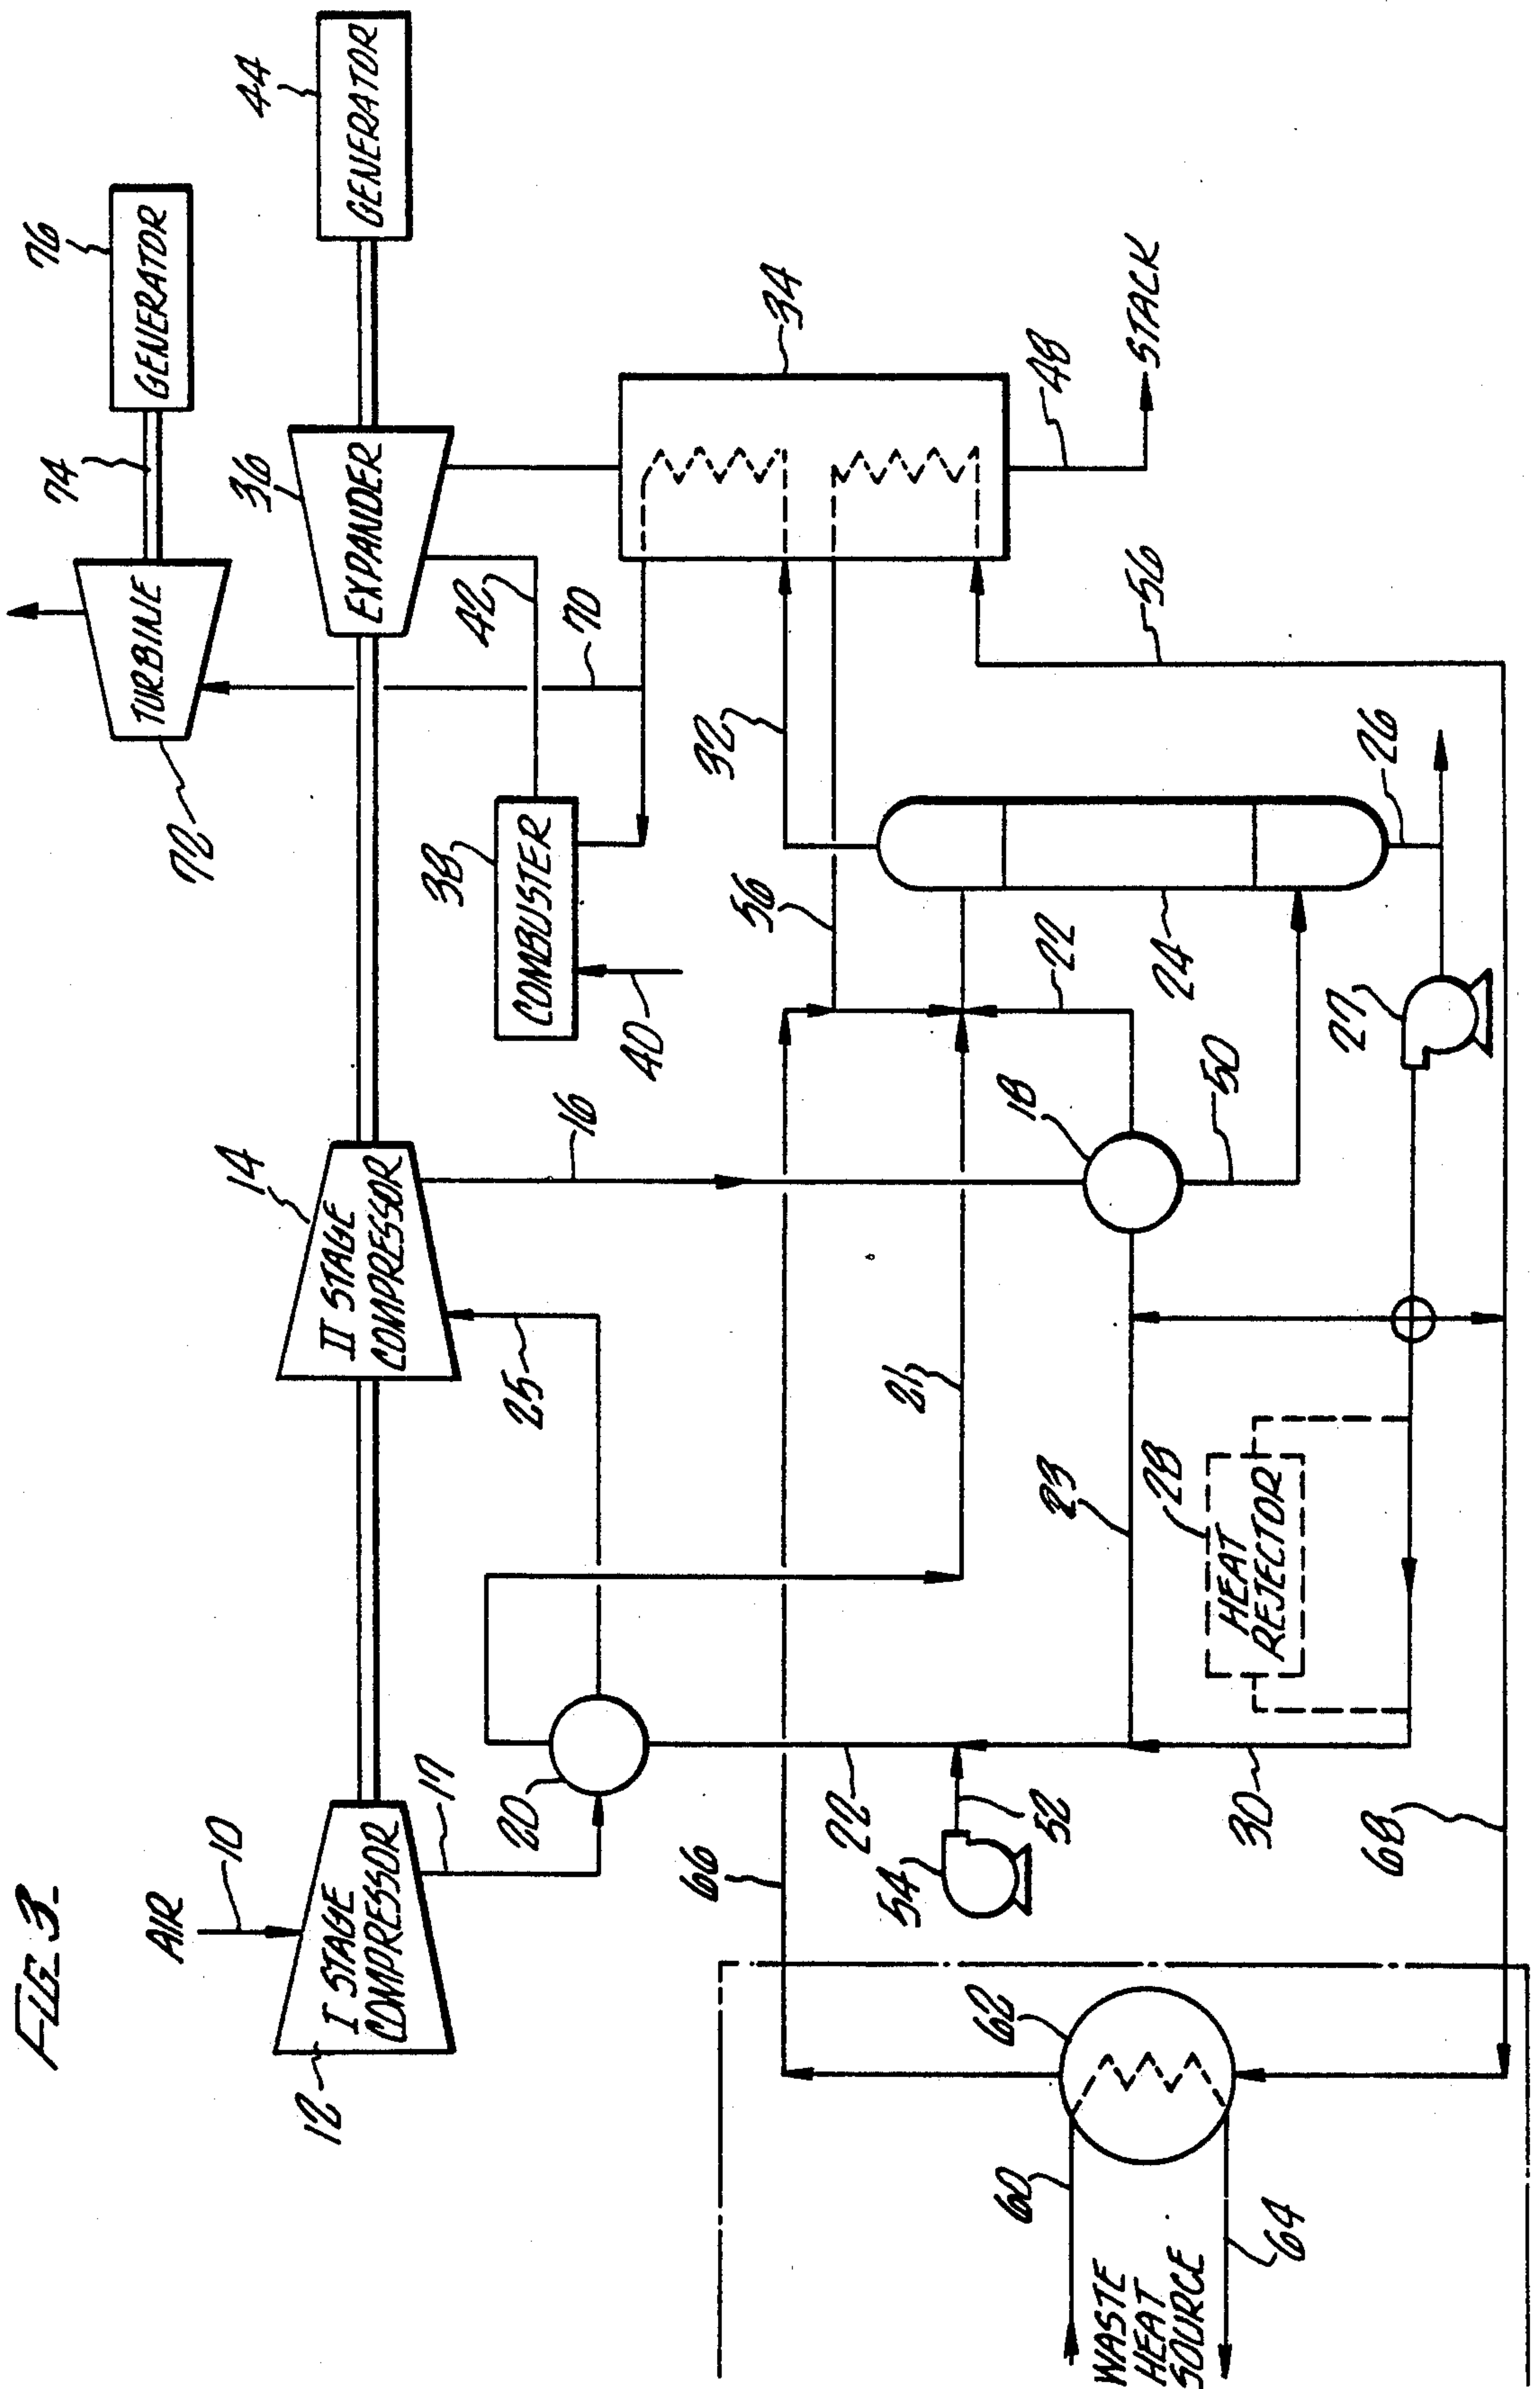 FIG. 3.
AIR
10
12
I STAGE
COMPRESSOR
17
20
25
14
II STAGE
COMPRESSOR
16
72
TURBINE
74
76
GENERATOR
36
EXPANDER
44
GENERATOR
38
COMBUSTER
40
42
70
34
48
STACK
32
56
56
22
24
26
27
18
50
21
23
28
HEAT
REJECTOR
30
22
52
54
66
68
62
60
WASTE
HEAT
SOURCE
64